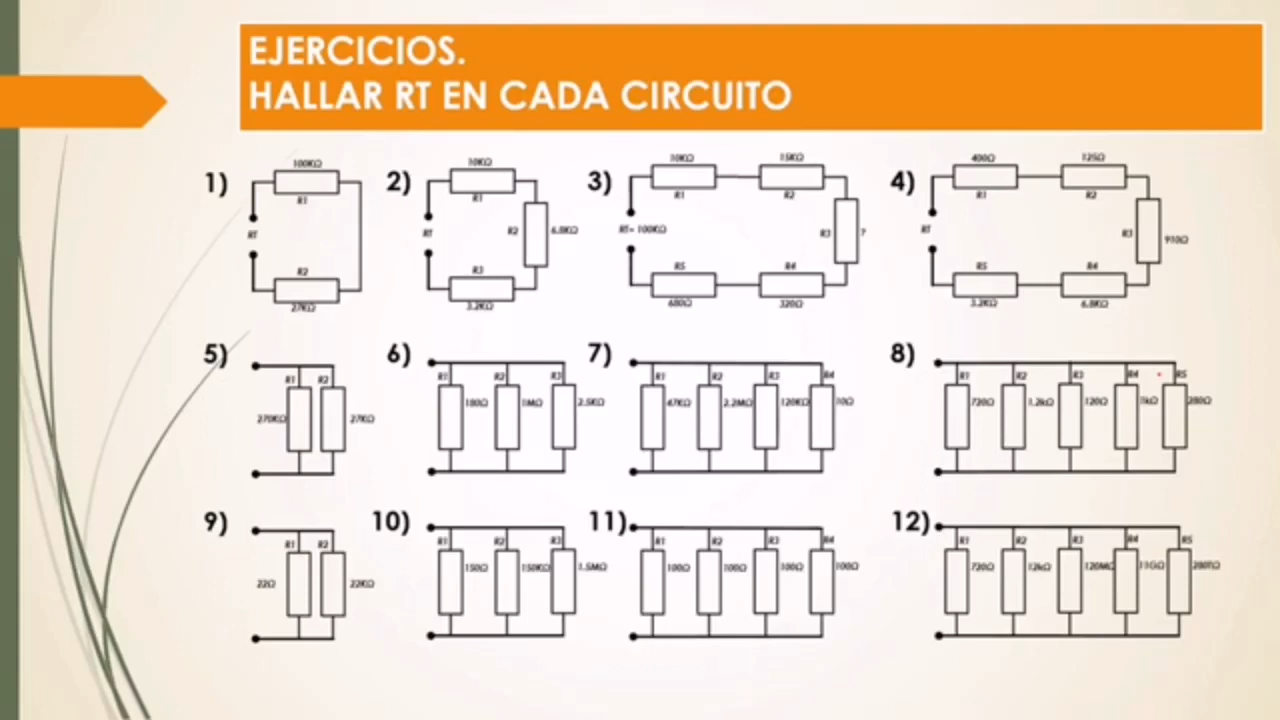 EJERCICIOS.
HALLAR RT EN CADA CIRCUITO
1)
100KΩ
R1
RT
R2
27KΩ
2)
10KΩ
R1
RT
R2
6.8KΩ
R3
3.2KΩ
3)
10KΩ
15KΩ
R1
R2
RT= 100KΩ
R3
?
R5
R4
680Ω
320Ω
4)
400Ω
125Ω
R1
R2
RT
R3
910Ω
R5
R4
3.2KΩ
6.8KΩ
5)
R1
R2
270KΩ
27KΩ
6)
R1
R2
R3
180Ω
1MΩ
2.5KΩ
7)
R1
R2
R3
R4
47KΩ
2.2MΩ
120KΩ
10Ω
8)
R1
R2
R3
R4
R5
720Ω
1.2kΩ
120Ω
1kΩ
280Ω
9)
R1
R2
22Ω
22KΩ
10)
R1
R2
R3
150Ω
150KΩ
1.5MΩ
11)
R1
R2
R3
R4
100Ω
100Ω
100Ω
100Ω
12)
R1
R2
R3
R4
R5
720Ω
12kΩ
120MΩ
11GΩ